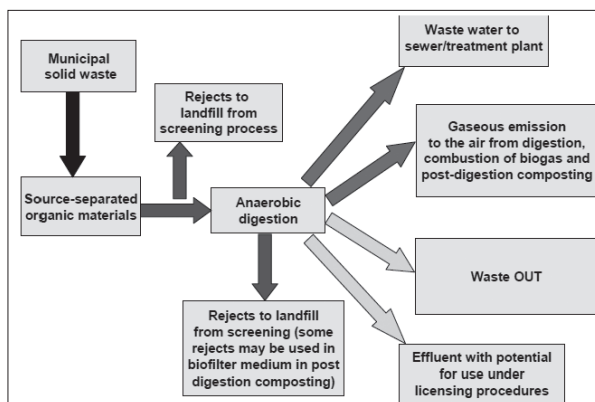 Municipal
solid waste
Rejects to
landfill from
screening process
Waste water to
sewer/treatment plant
Gaseous emission
to the air from digestion,
combustion of biogas and
post-digestion composting
Source-separated
organic materials
Anaerobic
digestion
Waste OUT
Rejects to landfill
from screening (some
rejects may be used in
biofilter medium in post
digestion composting)
Effluent with potential
for use under
licensing procedures